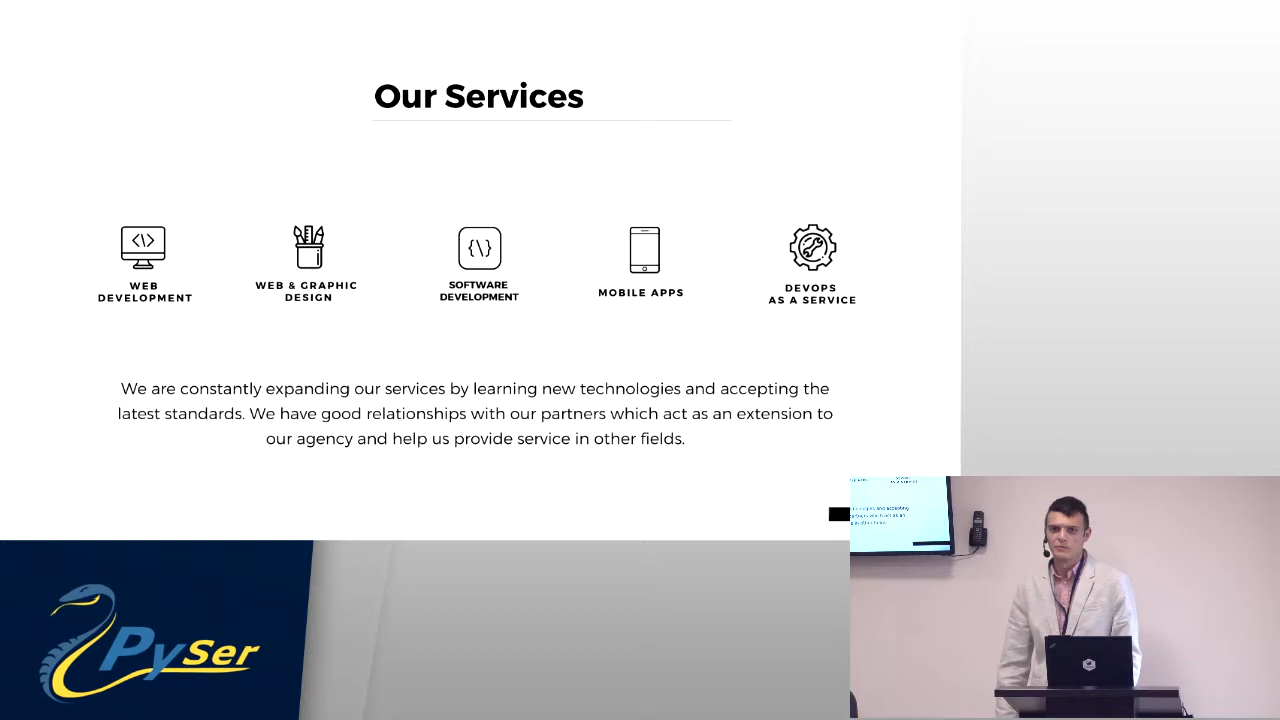 Our Services
WEB
DEVELOPMENT
WEB & GRAPHIC
DESIGN
SOFTWARE
DEVELOPMENT
MOBILE APPS
DEVOPS
AS A SERVICE
We are constantly expanding our services by learning new technologies and accepting the
latest standards. We have good relationships with our partners which act as an extension to
our agency and help us provide service in other fields.
PySer